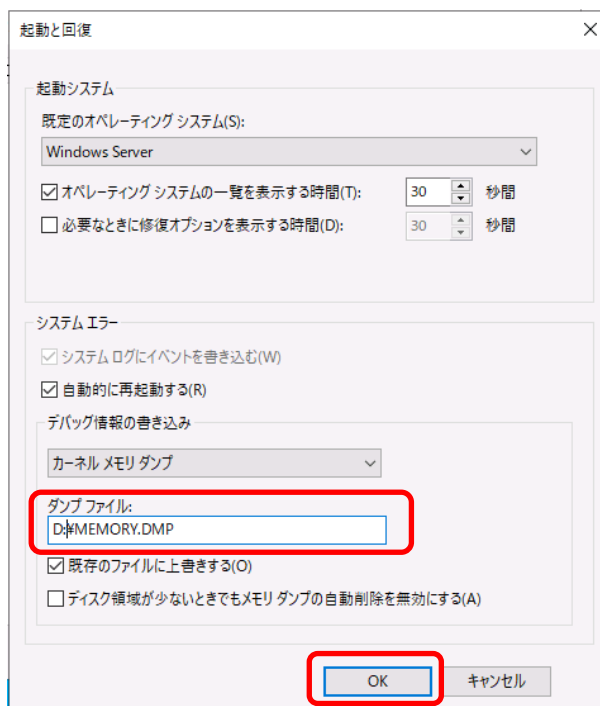 起動と回復
起動システム
既定のオペレーティング システム(S):
Windows Server
オペレーティング システムの一覧を表示する時間(T):　30　秒間
必要なときに修復オプションを表示する時間(D):　30　秒間
システム エラー
システム ログにイベントを書き込む(W)
自動的に再起動する(R)
デバッグ情報の書き込み
カーネル メモリ ダンプ
ダンプ ファイル:
D:¥MEMORY.DMP
既存のファイルに上書きする(O)
ディスク領域が少ないときでもメモリ ダンプの自動削除を無効にする(A)
OK　キャンセル